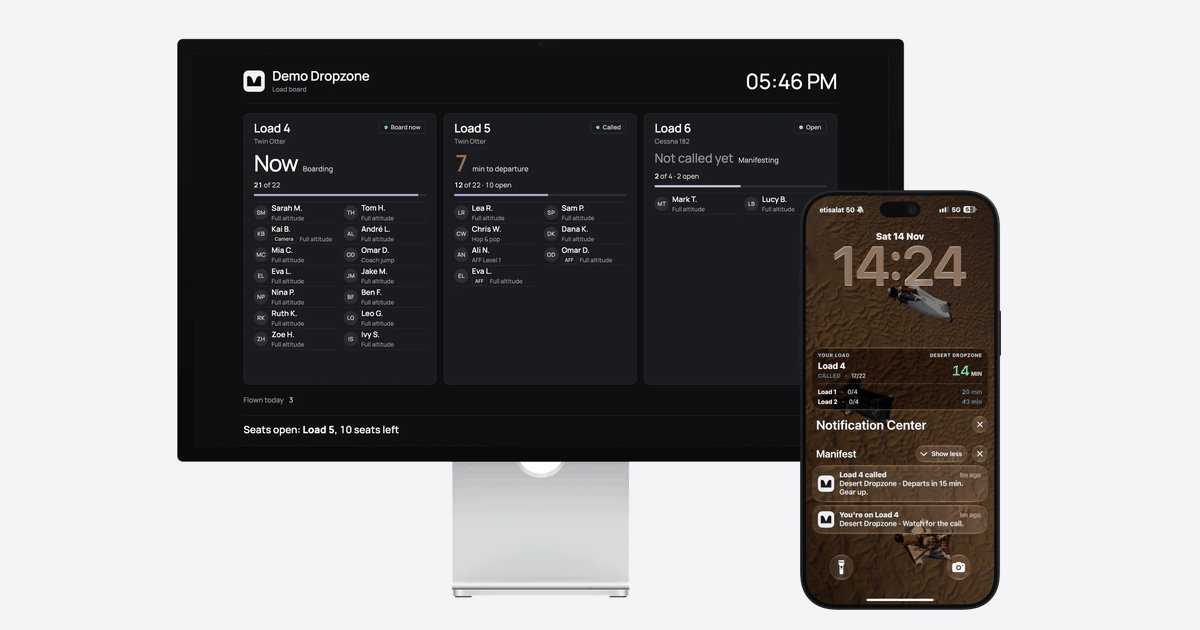 Demo Dropzone
Load board
05:46 PM
Load 4
Board now
Twin Otter
Now Boarding
21 of 22
SM Sarah M.
Full altitude
TH Tom H.
Full altitude
KB Kai B.
Camera Full altitude
AL André L.
Full altitude
MC Mia C.
Full altitude
OD Omar D.
Coach jump
EL Eva L.
Full altitude
JM Jake M.
Full altitude
NP Nina P.
Full altitude
BF Ben F.
Full altitude
RK Ruth K.
Full altitude
LG Leo G.
Full altitude
ZH Zoe H.
Full altitude
IS Ivy S.
Full altitude
Load 5
Called
Twin Otter
7 min to departure
12 of 22 · 10 open
LR Lea R.
Full altitude
SP Sam P.
Full altitude
CW Chris W.
Hop & pop
DK Dana K.
Full altitude
AN Ali N.
AFF Level 1
OD Omar D.
AFF Full altitude
EL Eva L.
AFF Full altitude
Load 6
Open
Cessna 182
Not called yet Manifesting
2 of 4 · 2 open
MT Mark T.
Full altitude
LB Lucy B.
Full altitude
Flown today 3
Seats open: Load 5, 10 seats left
etisalat 50
5G
Sat 14 Nov
14:24
YOUR LOAD
DESERT DROPZONE
Load 4
14 MIN
CALLED · 12/22
Load 1 · 0/4
20 min
Load 2 · 0/4
43 min
Notification Center
Manifest
Show less
Load 4 called
1m ago
Desert Dropzone · Departs in 15 min.
Gear up.
You're on Load 4
1m ago
Desert Dropzone · Watch for the call.